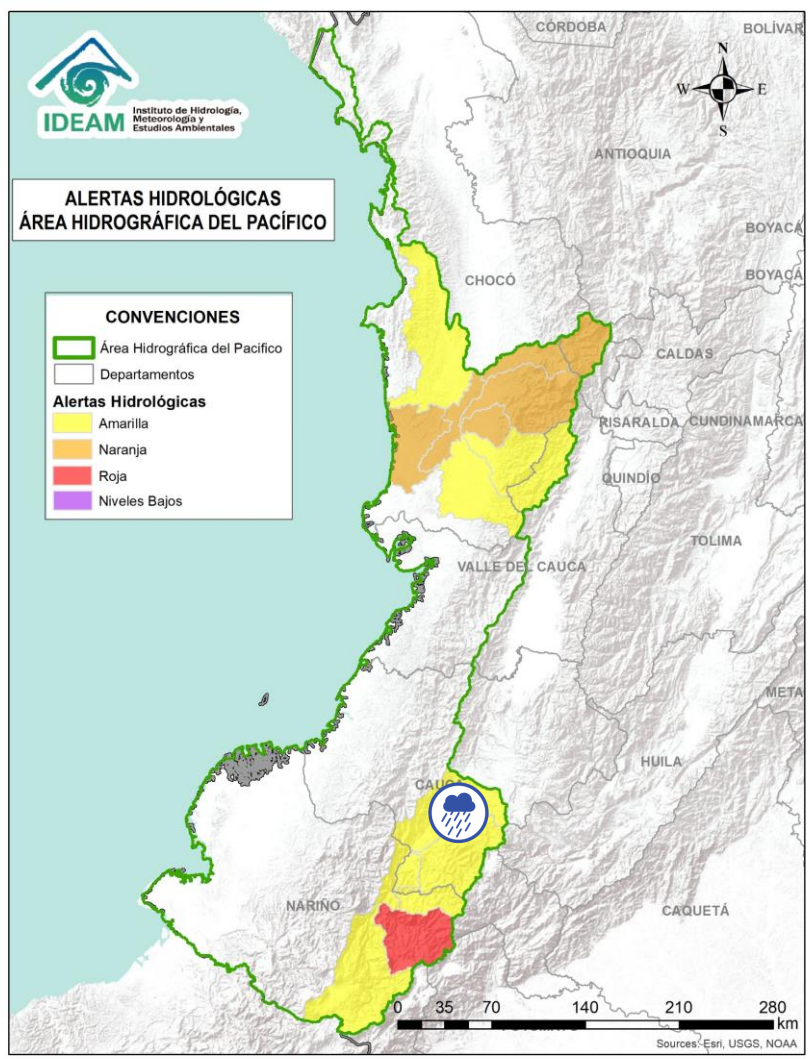 CÓRDOBA
BOLÍVAR
N
W
E
S
IDEAM
Instituto de Hidrología,
Meteorología y
Estudios Ambientales
ANTIOQUIA
ALERTAS HIDROLÓGICAS
ÁREA HIDROGRÁFICA DEL PACÍFICO
BOYACÁ
BOYACÁ
CHOCÓ
CONVENCIONES
Área Hidrográfica del Pacifico
Departamentos
Alertas Hidrológicas
Amarilla
Naranja
Roja
Niveles Bajos
CALDAS
RISARALDA
CUNDINAMARCA
QUINDÍO
TOLIMA
VALLE DEL CAUCA
META
HUILA
CAUCA
NARIÑO
CAQUETÁ
0 35 70 140 210 280
km
Sources: Esri, USGS, NOAA